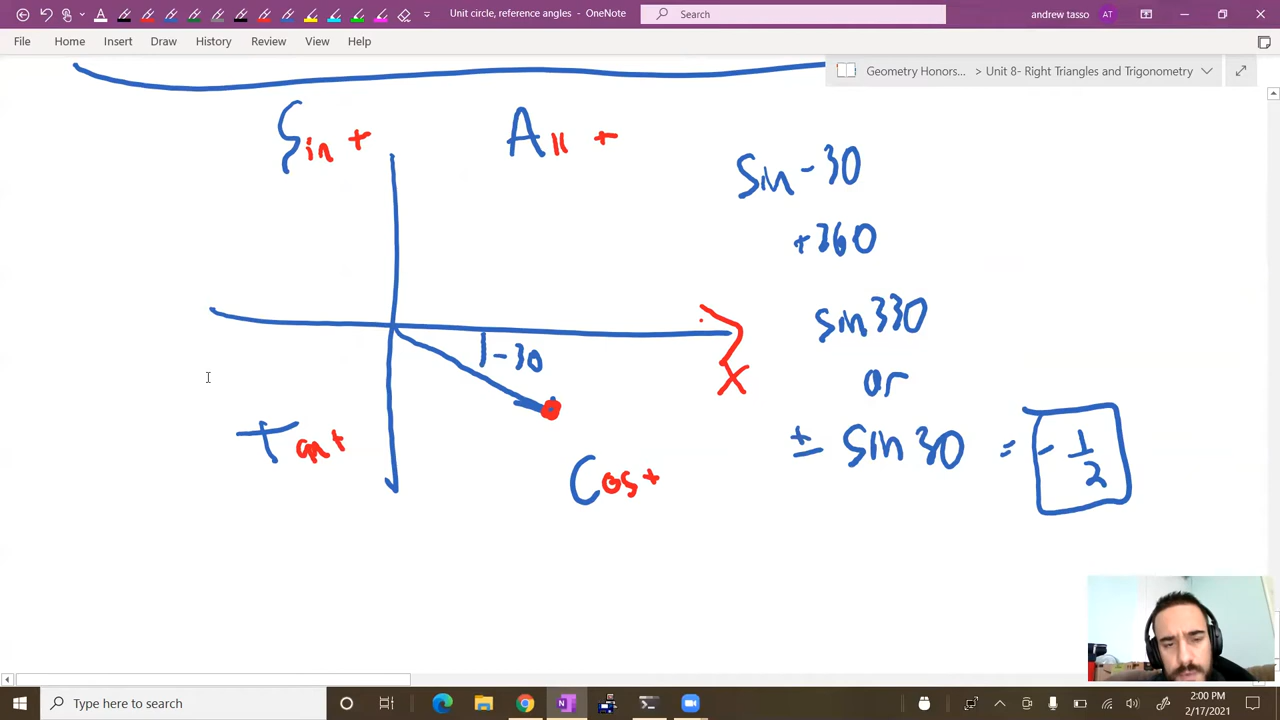 Unit circle, reference angles - OneNote
Search
andrew tasso
AT
File Home Insert Draw History Review View Help
Geometry Honors... > Unit 8- Right Triangles and Trigonometry
Sin + All +
Sin -30
+360
sin 330
-30
or
X
± sin 30 = - 1/2
Tan +
Cos +
Type here to search
2:00 PM
2/17/2021